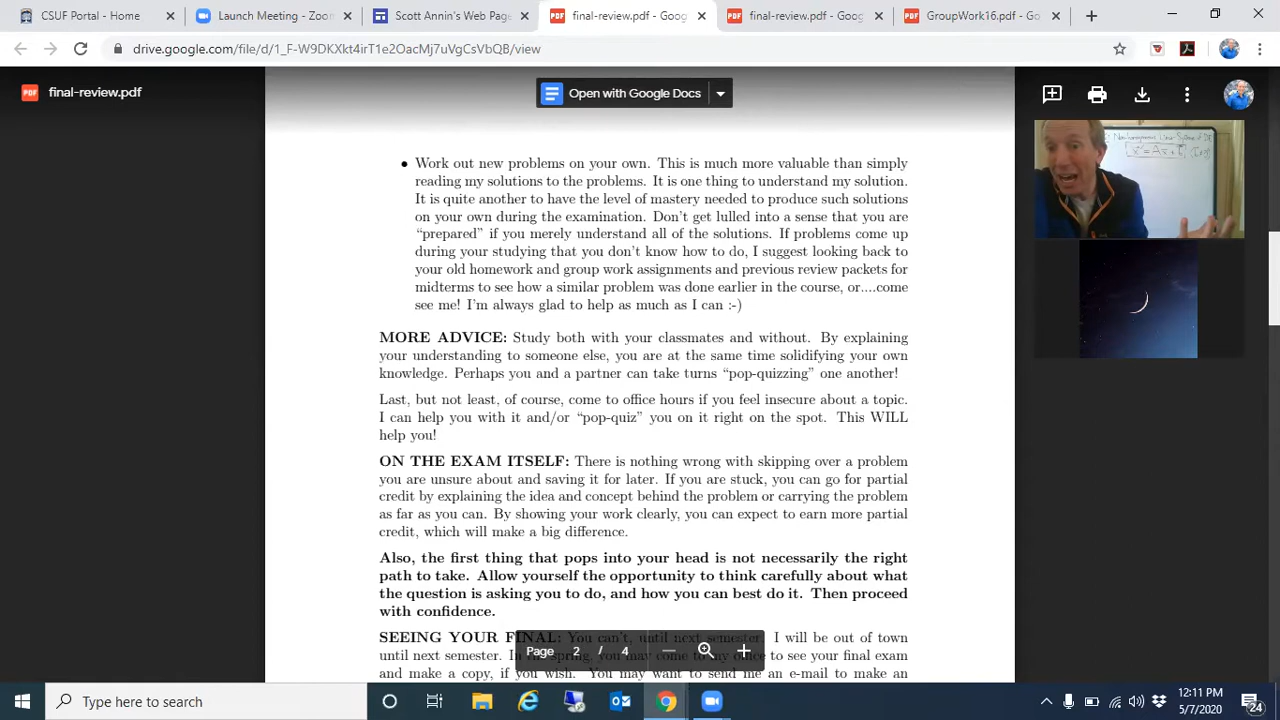 CSUF Portal - Home
Launch Meeting - Zoom
Scott Annin's Web Page
final-review.pdf - Goog
final-review.pdf - Goog
GroupWork16.pdf - Go
drive.google.com/file/d/1_F-W9DKXkt4irT1e2OacMj7uVgCsVbQB/view
PDF final-review.pdf
Open with Google Docs
• Work out new problems on your own. This is much more valuable than simply
reading my solutions to the problems. It is one thing to understand my solution.
It is quite another to have the level of mastery needed to produce such solutions
on your own during the examination. Don't get lulled into a sense that you are
“prepared” if you merely understand all of the solutions. If problems come up
during your studying that you don't know how to do, I suggest looking back to
your old homework and group work assignments and previous review packets for
midterms to see how a similar problem was done earlier in the course, or....come
see me! I'm always glad to help as much as I can :-)
MORE ADVICE: Study both with your classmates and without. By explaining
your understanding to someone else, you are at the same time solidifying your own
knowledge. Perhaps you and a partner can take turns “pop-quizzing” one another!
Last, but not least, of course, come to office hours if you feel insecure about a topic.
I can help you with it and/or “pop-quiz” you on it right on the spot. This WILL
help you!
ON THE EXAM ITSELF: There is nothing wrong with skipping over a problem
you are unsure about and saving it for later. If you are stuck, you can go for partial
credit by explaining the idea and concept behind the problem or carrying the problem
as far as you can. By showing your work clearly, you can expect to earn more partial
credit, which will make a big difference.
Also, the first thing that pops into your head is not necessarily the right
path to take. Allow yourself the opportunity to think carefully about what
the question is asking you to do, and how you can best do it. Then proceed
with confidence.
SEEING YOUR FINAL: You can't, until next semester. I will be out of town
until next semester. In the spring, you may come to my office to see your final exam
and make a copy, if you wish. You may want to send me an e-mail to make an
Page 2 / 4
Type here to search
12:11 PM
5/7/2020
24